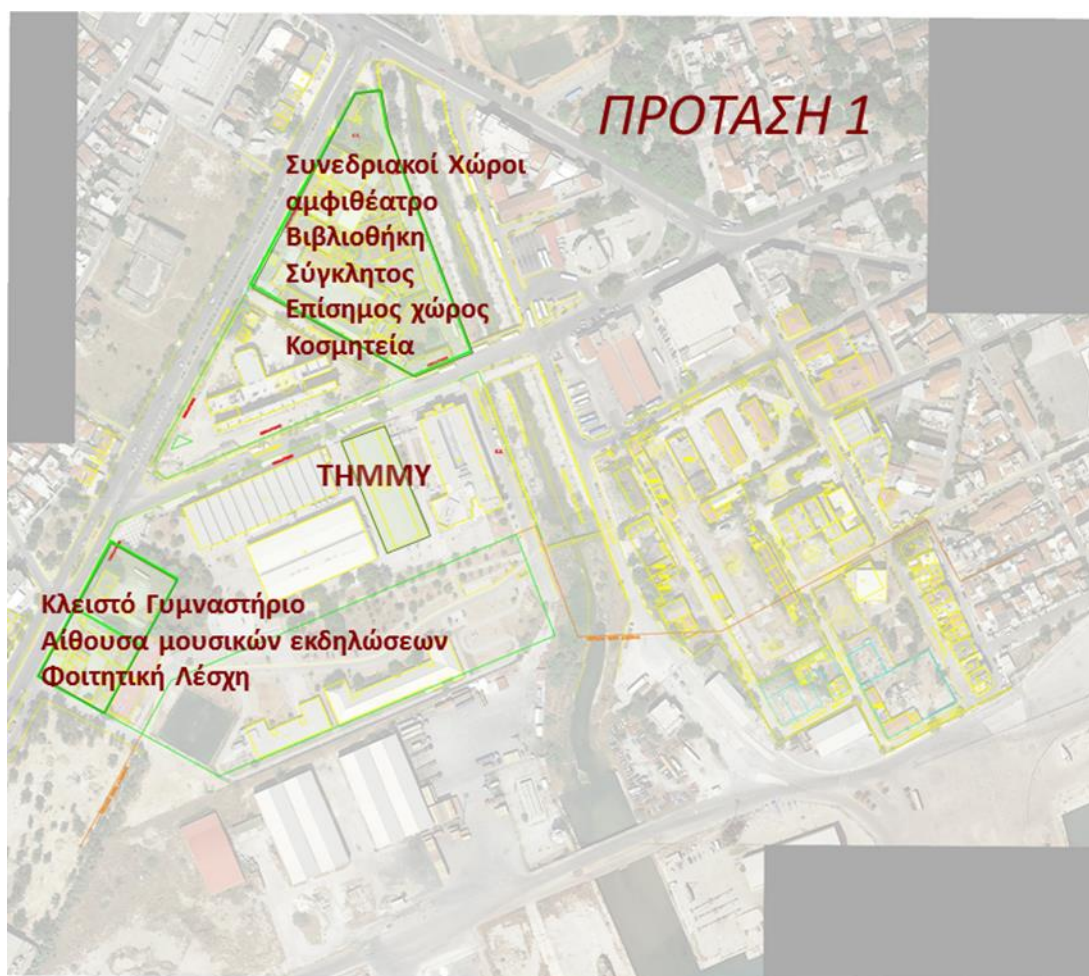 ΠΡΟΤΑΣΗ 1
Συνεδριακοί Χώροι
αμφιθέατρο
Βιβλιοθήκη
Σύγκλητος
Επίσημος χώρος
Κοσμητεία
ΤΗΜΜΥ
Κλειστό Γυμναστήριο
Αίθουσα μουσικών εκδηλώσεων
Φοιτητική Λέσχη